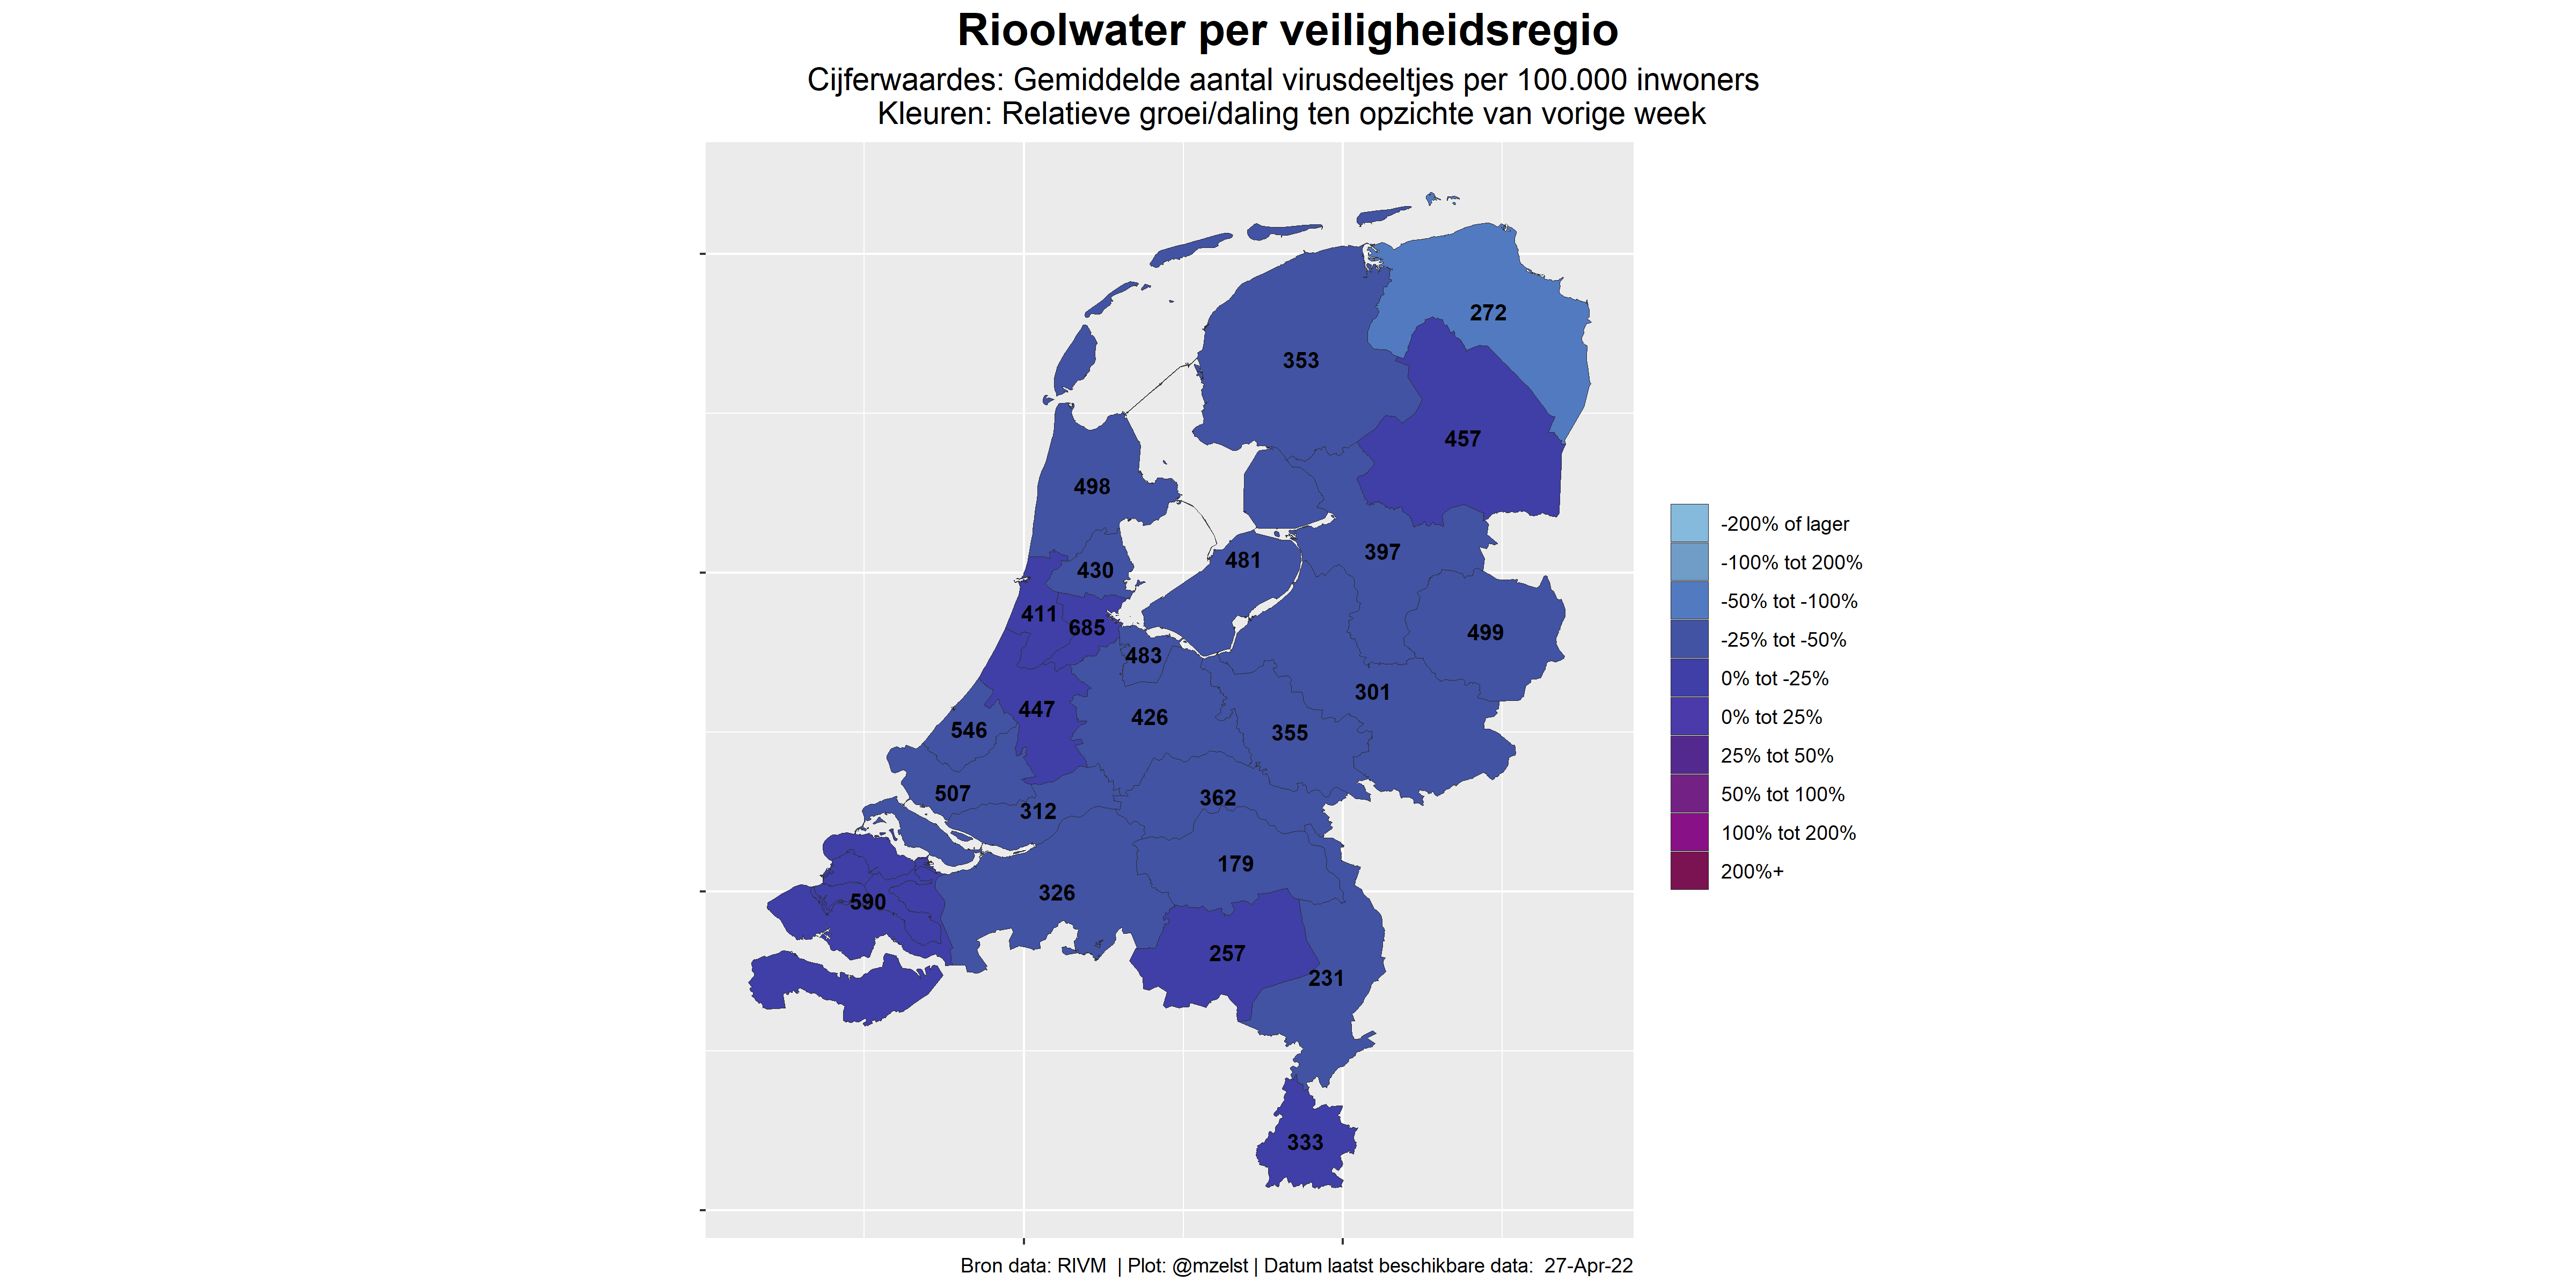 Rioolwater per veiligheidsregio
Cijferwaardes: Gemiddelde aantal virusdeeltjes per 100.000 inwoners
Kleuren: Relatieve groei/daling ten opzichte van vorige week
272
353
457
498
397
481
430
411
685
499
483
301
447
426
546
355
507
362
312
179
326
590
257
231
333
-200% of lager
-100% tot 200%
-50% tot -100%
-25% tot -50%
0% tot -25%
0% tot 25%
25% tot 50%
50% tot 100%
100% tot 200%
200%+
Bron data: RIVM | Plot: @mzelst | Datum laatst beschikbare data: 27-Apr-22